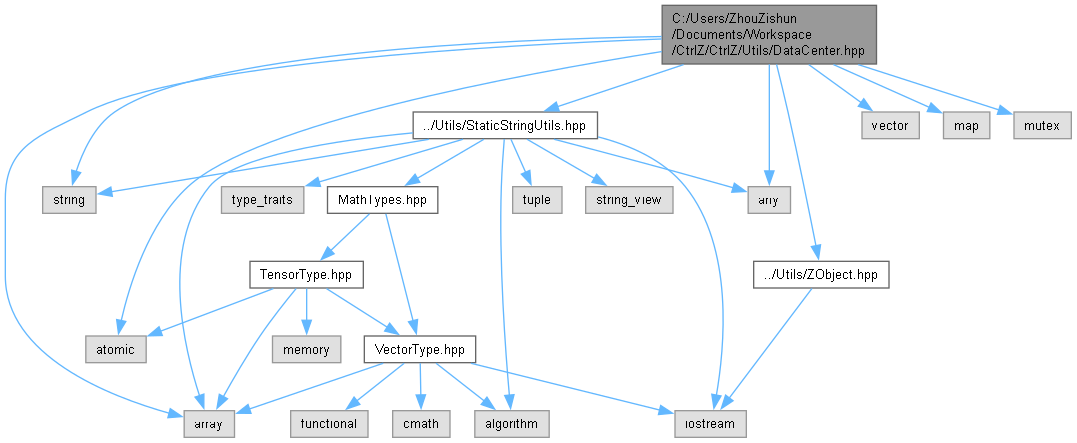 C:/Users/ZhouZishun
/Documents/Workspace
/CtrlZ/CtrlZ/Utils/DataCenter.hpp
../Utils/StaticStringUtils.hpp
vector
map
mutex
string
type_traits
MathTypes.hpp
tuple
string_view
any
TensorType.hpp
../Utils/ZObject.hpp
atomic
memory
VectorType.hpp
array
functional
cmath
algorithm
iostream